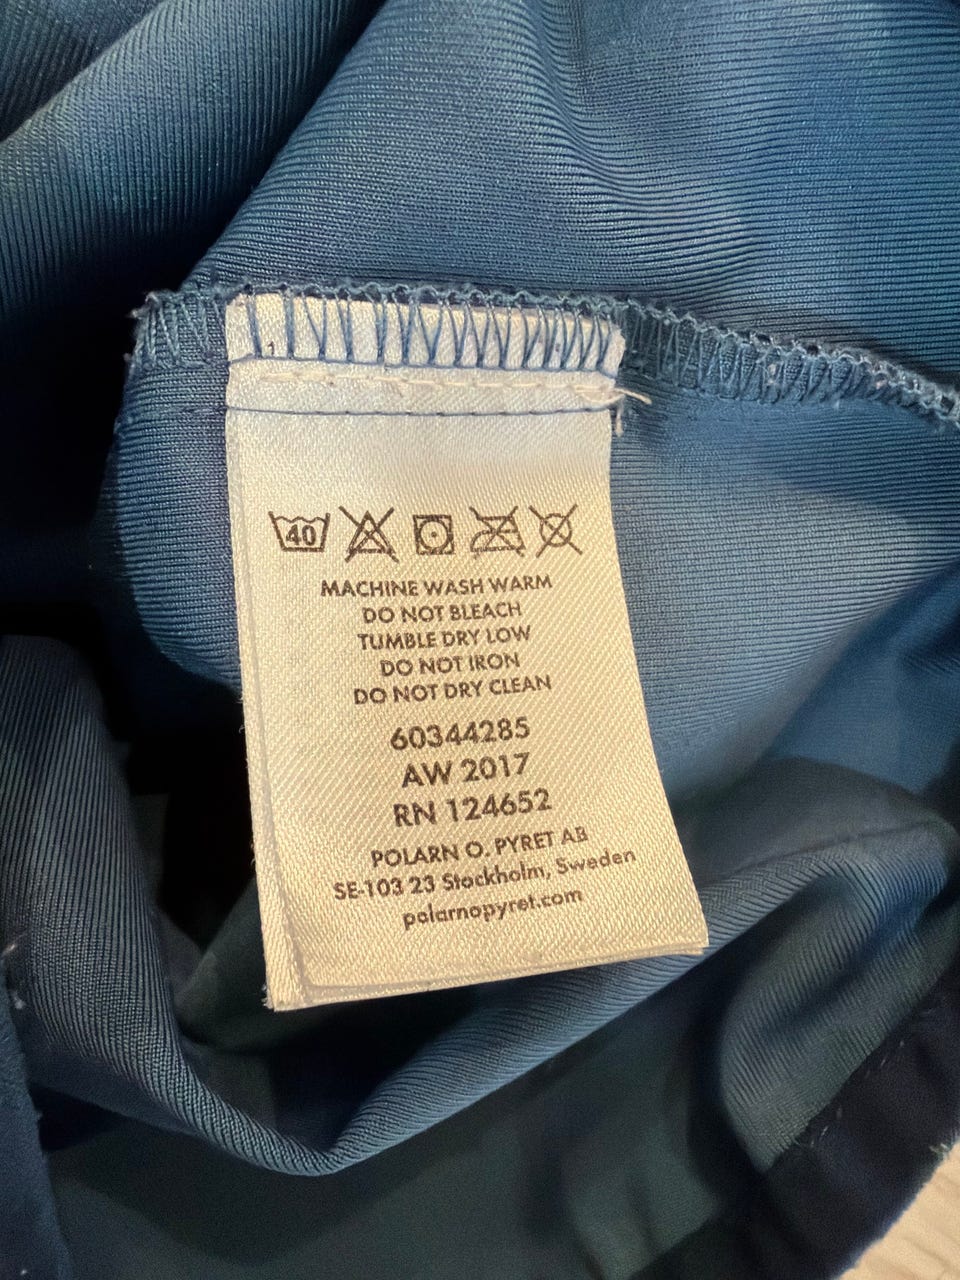 40
MACHINE WASH WARM
DO NOT BLEACH
TUMBLE DRY LOW
DO NOT IRON
DO NOT DRY CLEAN
60344285
AW 2017
RN 124652
POLARN O. PYRET AB
SE-103 23 Stockholm, Sweden
polarnopyret.com